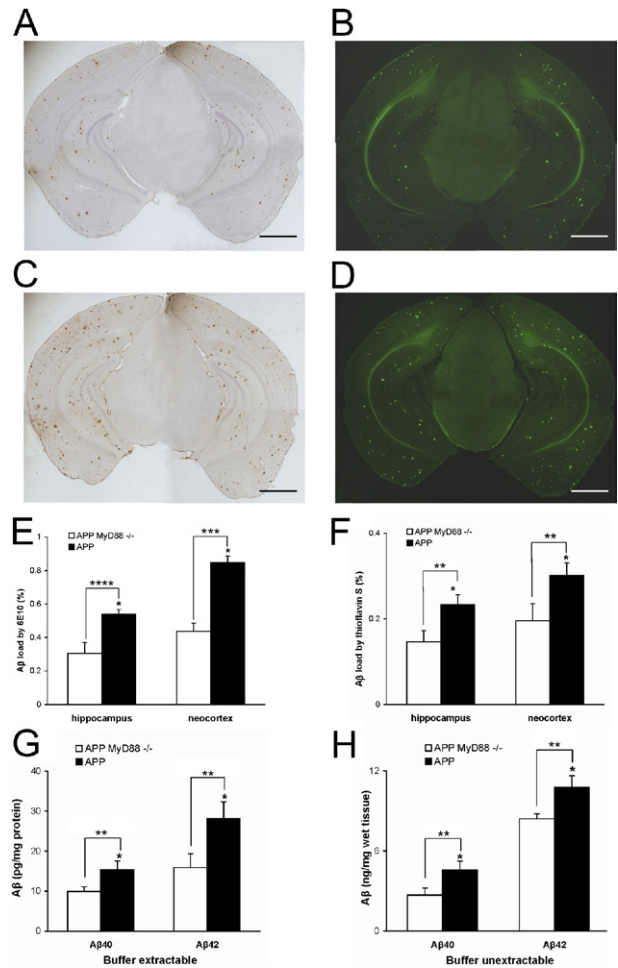 A
B
C
D
E
APP MyD88 -/-
APP
****
*
***
*
Aβ load by 6E10 (%)
1
0.8
0.6
0.4
0.2
0
hippocampus
neocortex
F
APP MyD88 -/-
APP
**
*
**
*
Aβ load by thioflavin S (%)
0.4
0.2
0
hippocampus
neocortex
G
APP MyD88 -/-
APP
**
*
**
*
Aβ (pg/mg protein)
40
30
20
10
0
Aβ40
Aβ42
Buffer extractable
H
APP MyD88 -/-
APP
**
*
**
*
Aβ (ng/mg wet tissue)
12
6
0
Aβ40
Aβ42
Buffer unextractable